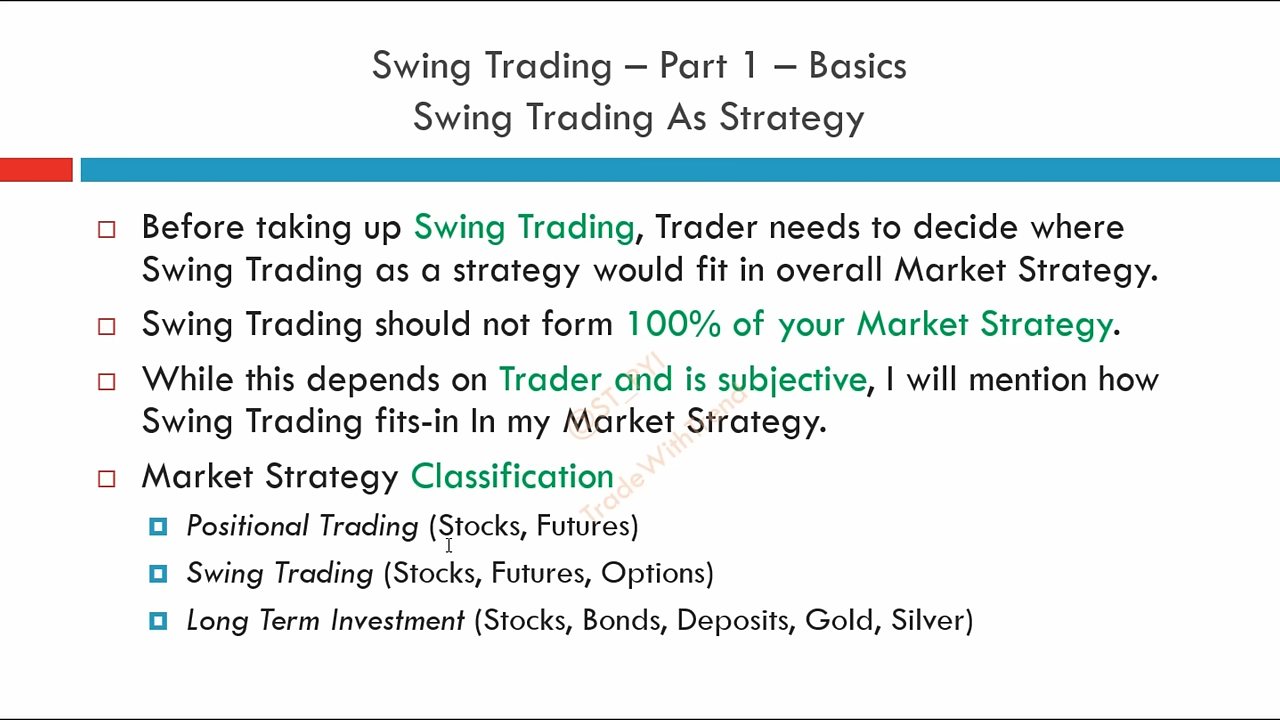 Swing Trading – Part 1 – Basics
Swing Trading As Strategy
Before taking up Swing Trading, Trader needs to decide where
Swing Trading as a strategy would fit in overall Market Strategy.
Swing Trading should not form 100% of your Market Strategy.
While this depends on Trader and is subjective, I will mention how
Swing Trading fits-in In my Market Strategy.
Market Strategy Classification
Positional Trading (Stocks, Futures)
Swing Trading (Stocks, Futures, Options)
Long Term Investment (Stocks, Bonds, Deposits, Gold, Silver)
TradeWithTrend